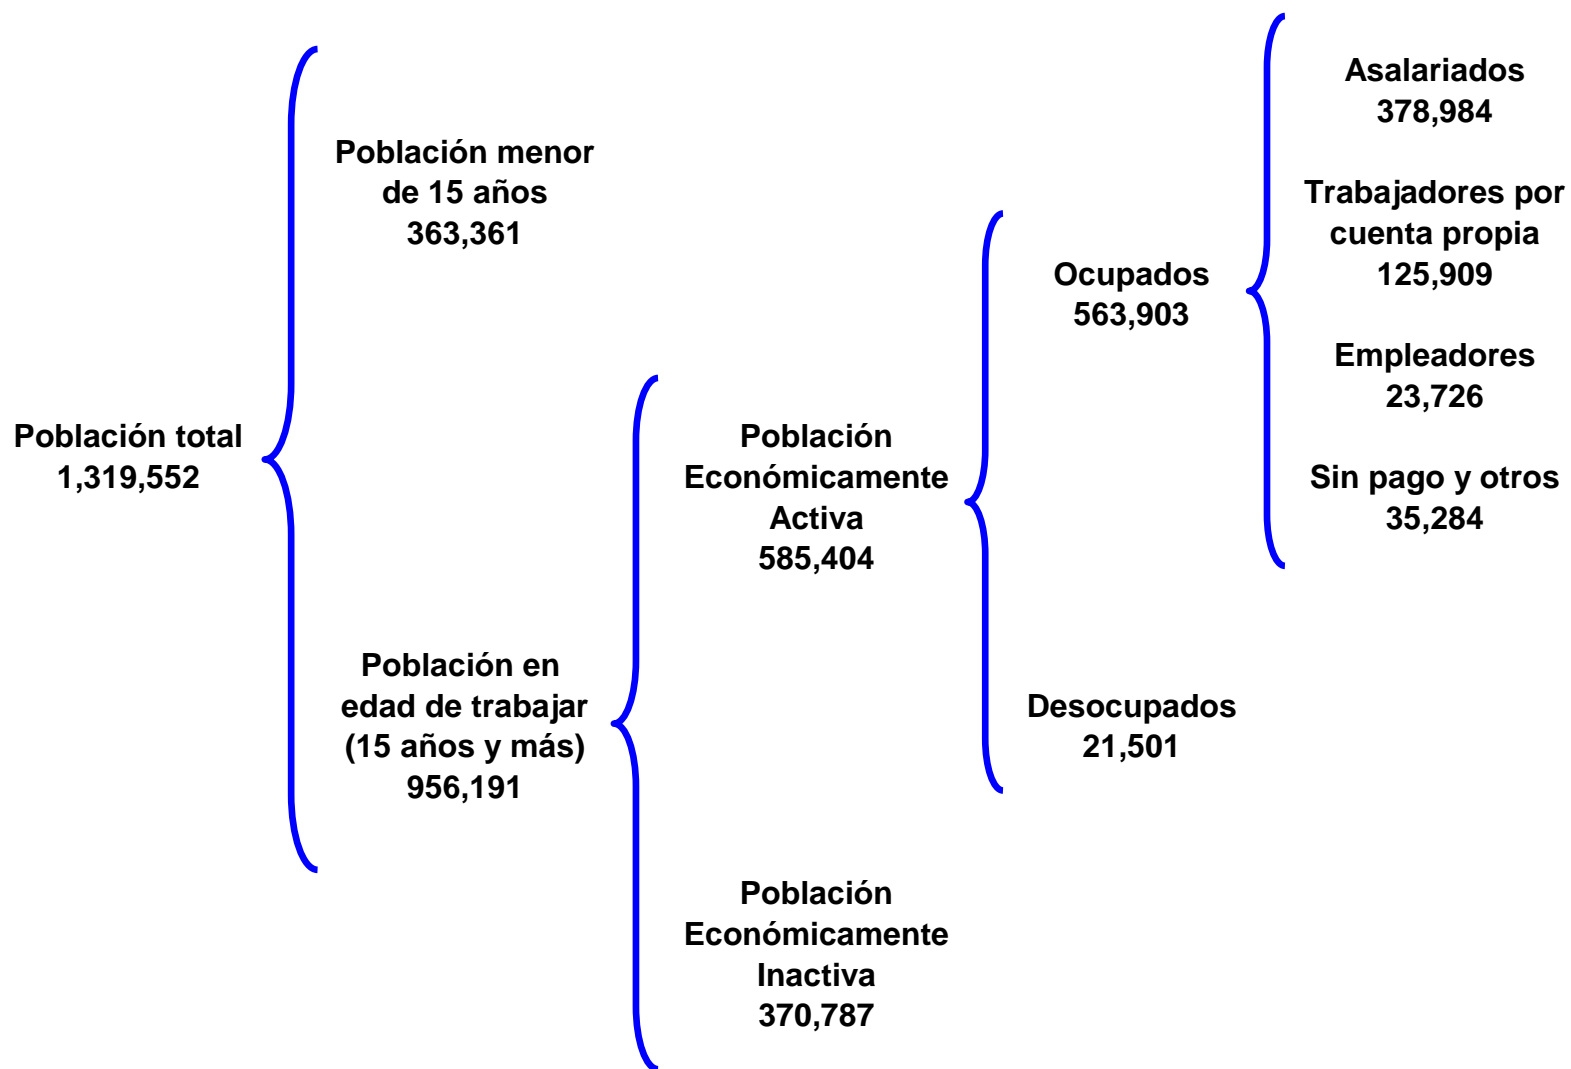 Población total
1,319,552
Población menor
de 15 años
363,361
Población en
edad de trabajar
(15 años y más)
956,191
Población
Económicamente
Activa
585,404
Población
Económicamente
Inactiva
370,787
Ocupados
563,903
Desocupados
21,501
Asalariados
378,984
Trabajadores por
cuenta propia
125,909
Empleadores
23,726
Sin pago y otros
35,284